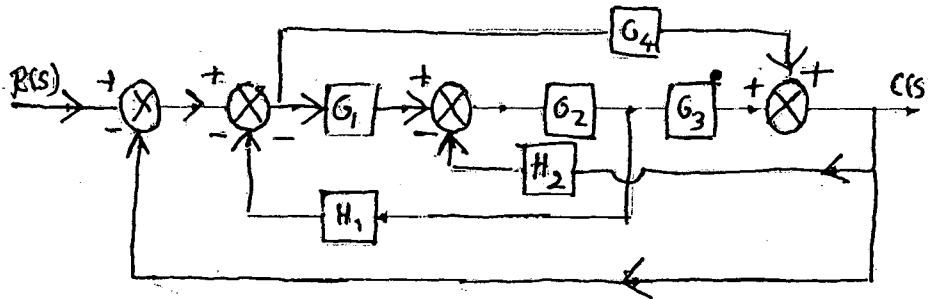 G4
R(S) + + + + + C(S
G1 G2 G3
- - - -
H2
H1